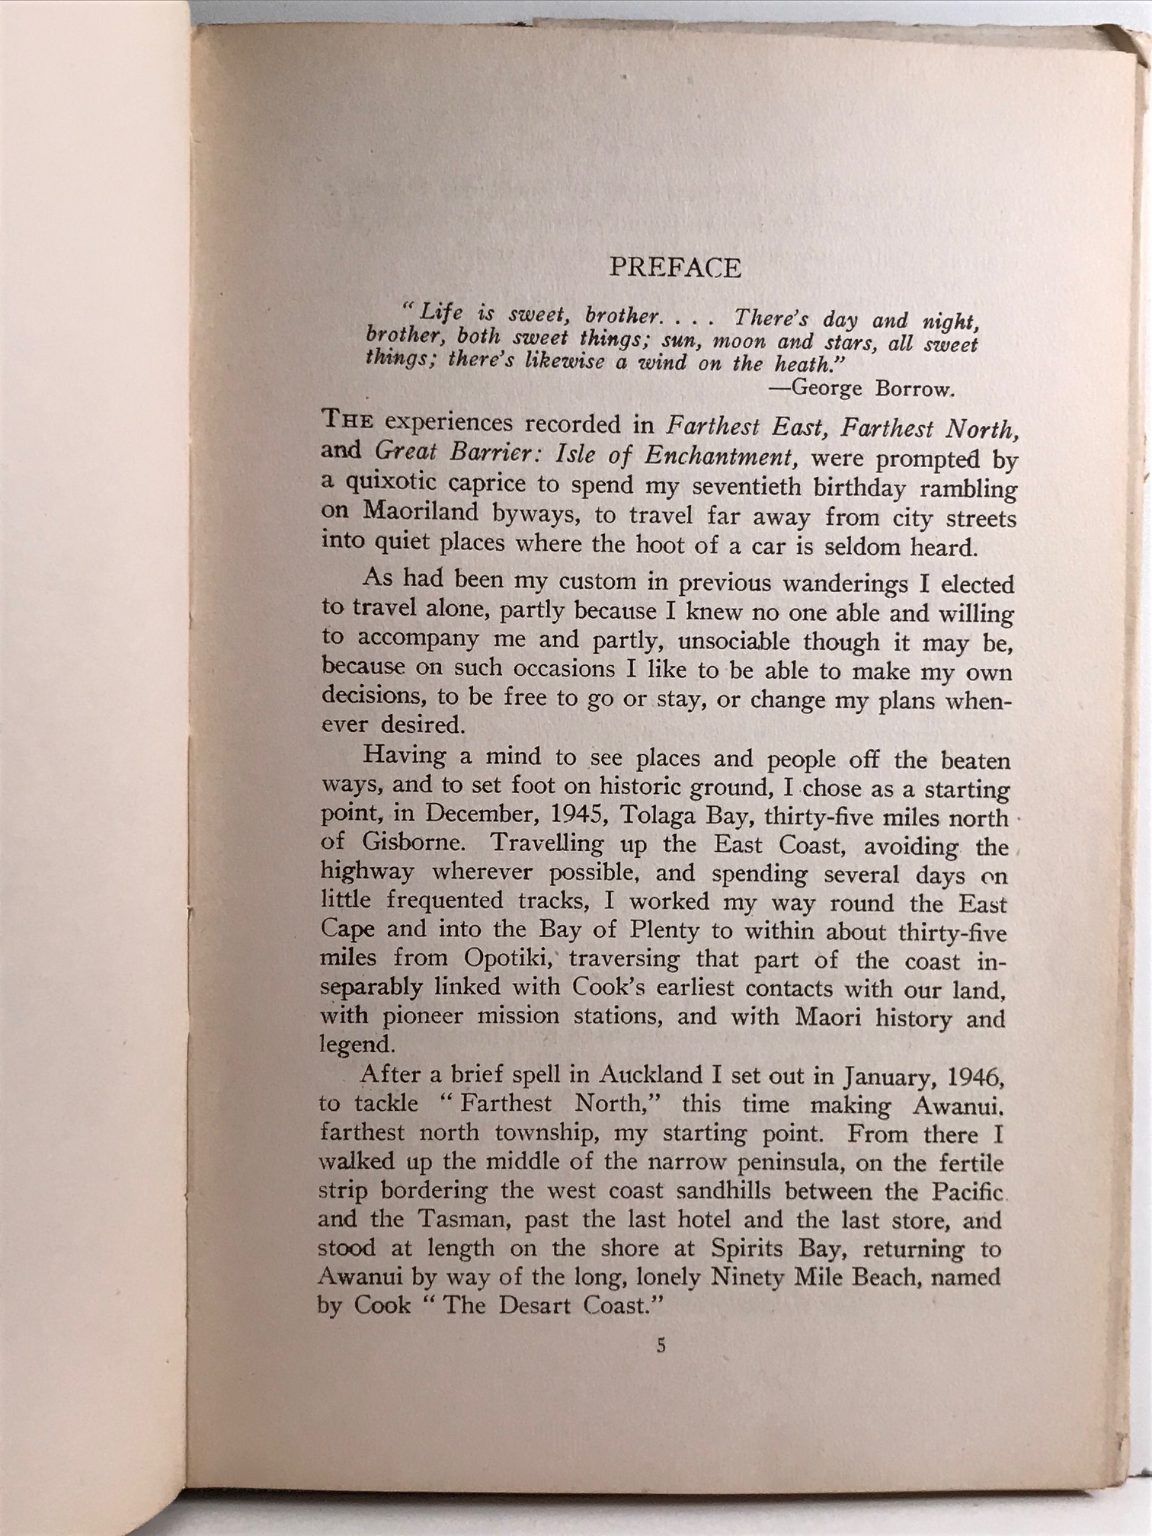 PREFACE
“Life is sweet, brother. . . . There’s day and night,
brother, both sweet things; sun, moon and stars, all sweet
things; there’s likewise a wind on the heath.”
—George Borrow.
THE experiences recorded in Farthest East, Farthest North,
and Great Barrier: Isle of Enchantment, were prompted by
a quixotic caprice to spend my seventieth birthday rambling
on Maoriland byways, to travel far away from city streets
into quiet places where the hoot of a car is seldom heard.
As had been my custom in previous wanderings I elected
to travel alone, partly because I knew no one able and willing
to accompany me and partly, unsociable though it may be,
because on such occasions I like to be able to make my own
decisions, to be free to go or stay, or change my plans when-
ever desired.
Having a mind to see places and people off the beaten
ways, and to set foot on historic ground, I chose as a starting
point, in December, 1945, Tolaga Bay, thirty-five miles north
of Gisborne. Travelling up the East Coast, avoiding the
highway wherever possible, and spending several days on
little frequented tracks, I worked my way round the East
Cape and into the Bay of Plenty to within about thirty-five
miles from Opotiki, traversing that part of the coast in-
separably linked with Cook’s earliest contacts with our land,
with pioneer mission stations, and with Maori history and
legend.
After a brief spell in Auckland I set out in January, 1946,
to tackle “Farthest North,” this time making Awanui.
farthest north township, my starting point. From there I
walked up the middle of the narrow peninsula, on the fertile
strip bordering the west coast sandhills between the Pacific
and the Tasman, past the last hotel and the last store, and
stood at length on the shore at Spirits Bay, returning to
Awanui by way of the long, lonely Ninety Mile Beach, named
by Cook “The Desart Coast.”
5